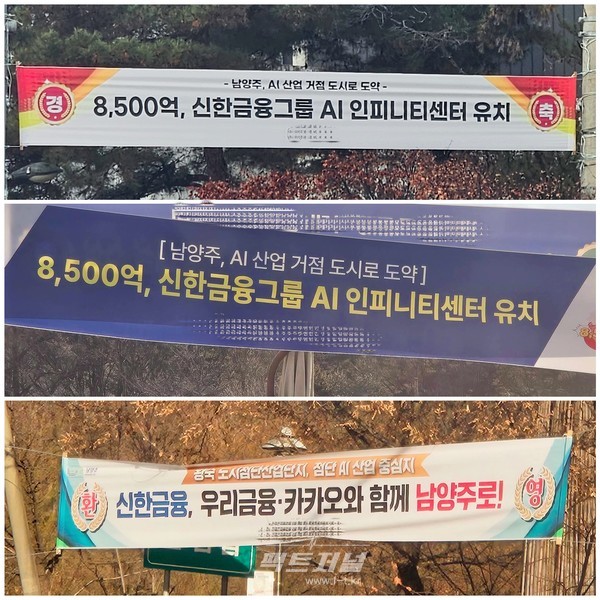 - 남양주, AI 산업 거점 도시로 도약 -
경 8,500억, 신한금융그룹 AI 인피니티센터 유치 축
[ 남양주, AI 산업 거점 도시로 도약 ]
8,500억, 신한금융그룹 AI 인피니티센터 유치
왕숙 도시첨단산업단지, 첨단 AI 산업 중심지
환 신한금융, 우리금융·카카오와 함께 남양주로! 영
팩트저널
www.f-t.kr